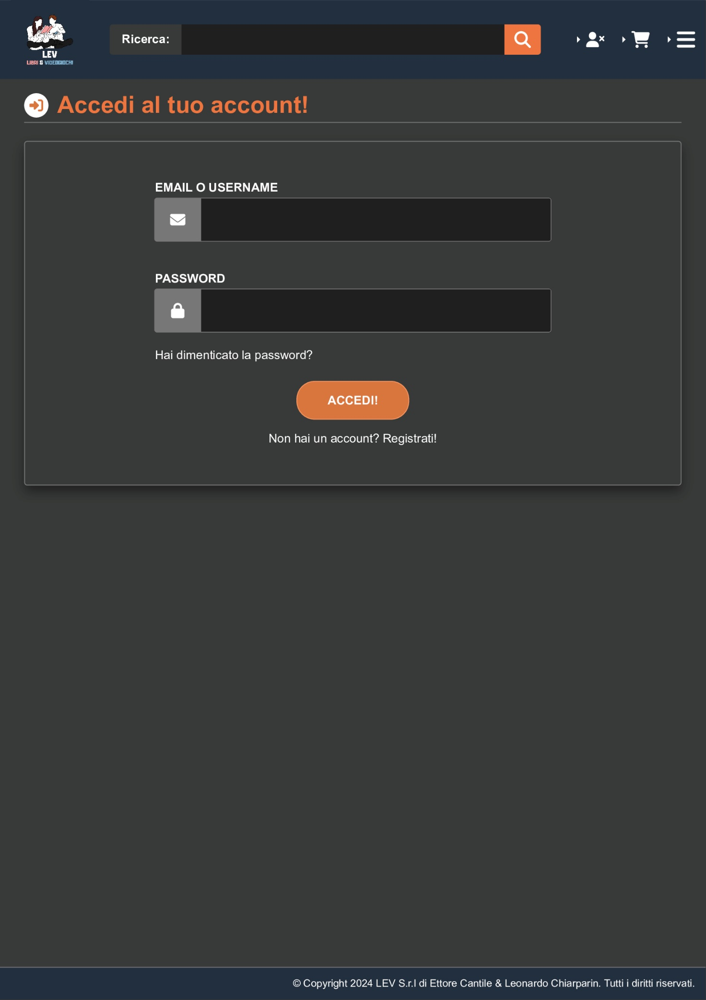 LEV
LIBRI & VIDEOGIOCHI
Ricerca:
Accedi al tuo account!
EMAIL O USERNAME
PASSWORD
Hai dimenticato la password?
ACCEDI!
Non hai un account? Registrati!
© Copyright 2024 LEV S.r.l di Ettore Cantile & Leonardo Chiarparin. Tutti i diritti riservati.